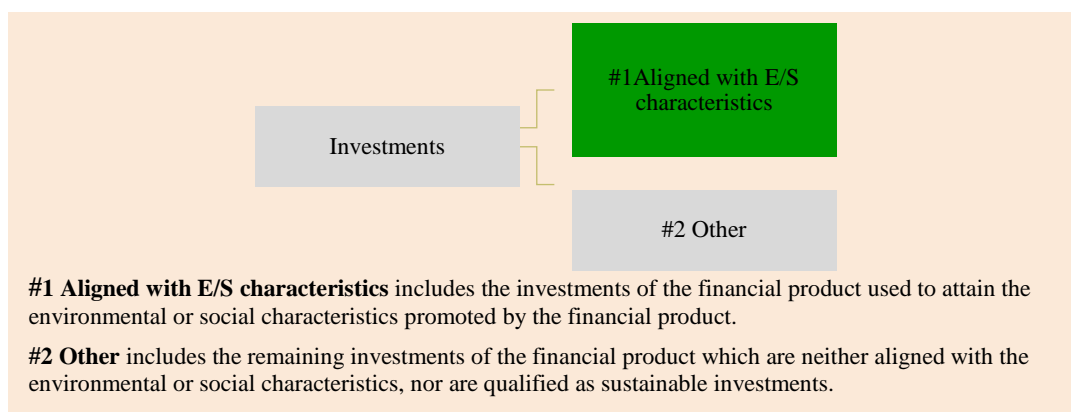 #1Aligned with E/S
characteristics
Investments
#2 Other
#1 Aligned with E/S characteristics includes the investments of the financial product used to attain the
environmental or social characteristics promoted by the financial product.
#2 Other includes the remaining investments of the financial product which are neither aligned with the
environmental or social characteristics, nor are qualified as sustainable investments.